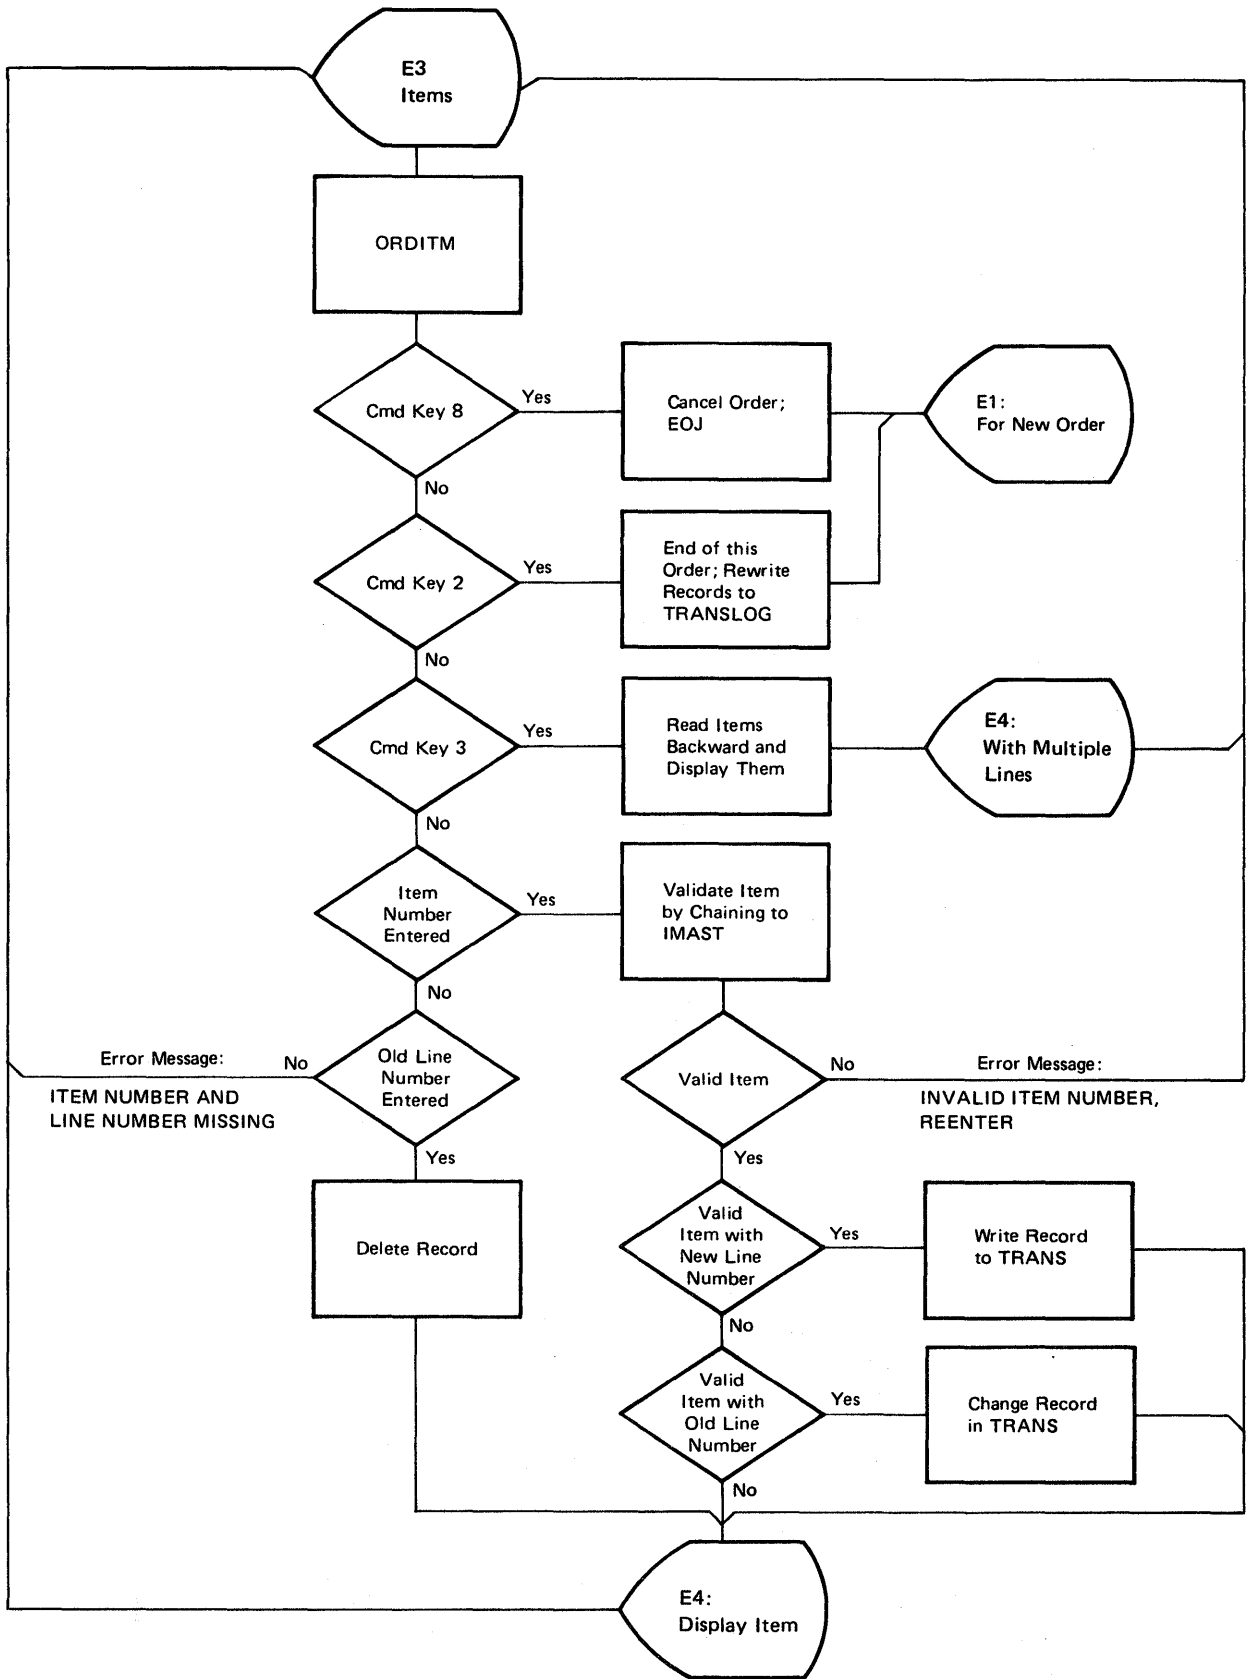 E3
Items
ORDITM
Cmd Key 8
Yes
Cancel Order;
EOJ
E1:
For New Order
No
Cmd Key 2
Yes
End of this
Order; Rewrite
Records to
TRANSLOG
No
Cmd Key 3
Yes
Read Items
Backward and
Display Them
E4:
With Multiple
Lines
No
Item
Number
Entered
Yes
Validate Item
by Chaining to
IMAST
No
Error Message:
No
ITEM NUMBER AND
LINE NUMBER MISSING
Old Line
Number
Entered
Valid Item
No
Error Message:
INVALID ITEM NUMBER,
REENTER
Yes
Yes
Delete Record
Valid
Item with
New Line
Number
Yes
Write Record
to TRANS
No
Valid
Item with
Old Line
Number
Yes
Change Record
in TRANS
No
E4:
Display Item